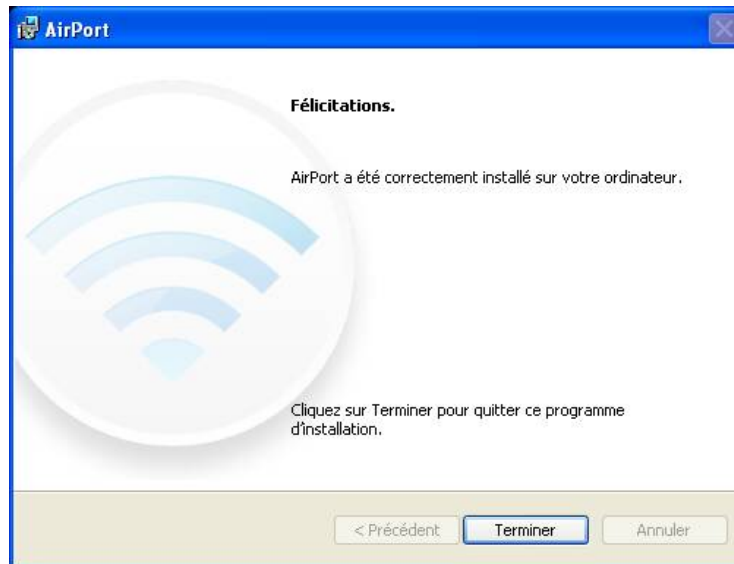 AirPort
Félicitations.
AirPort a été correctement installé sur votre ordinateur.
Cliquez sur Terminer pour quitter ce programme
d'installation.
< Précédent
Terminer
Annuler